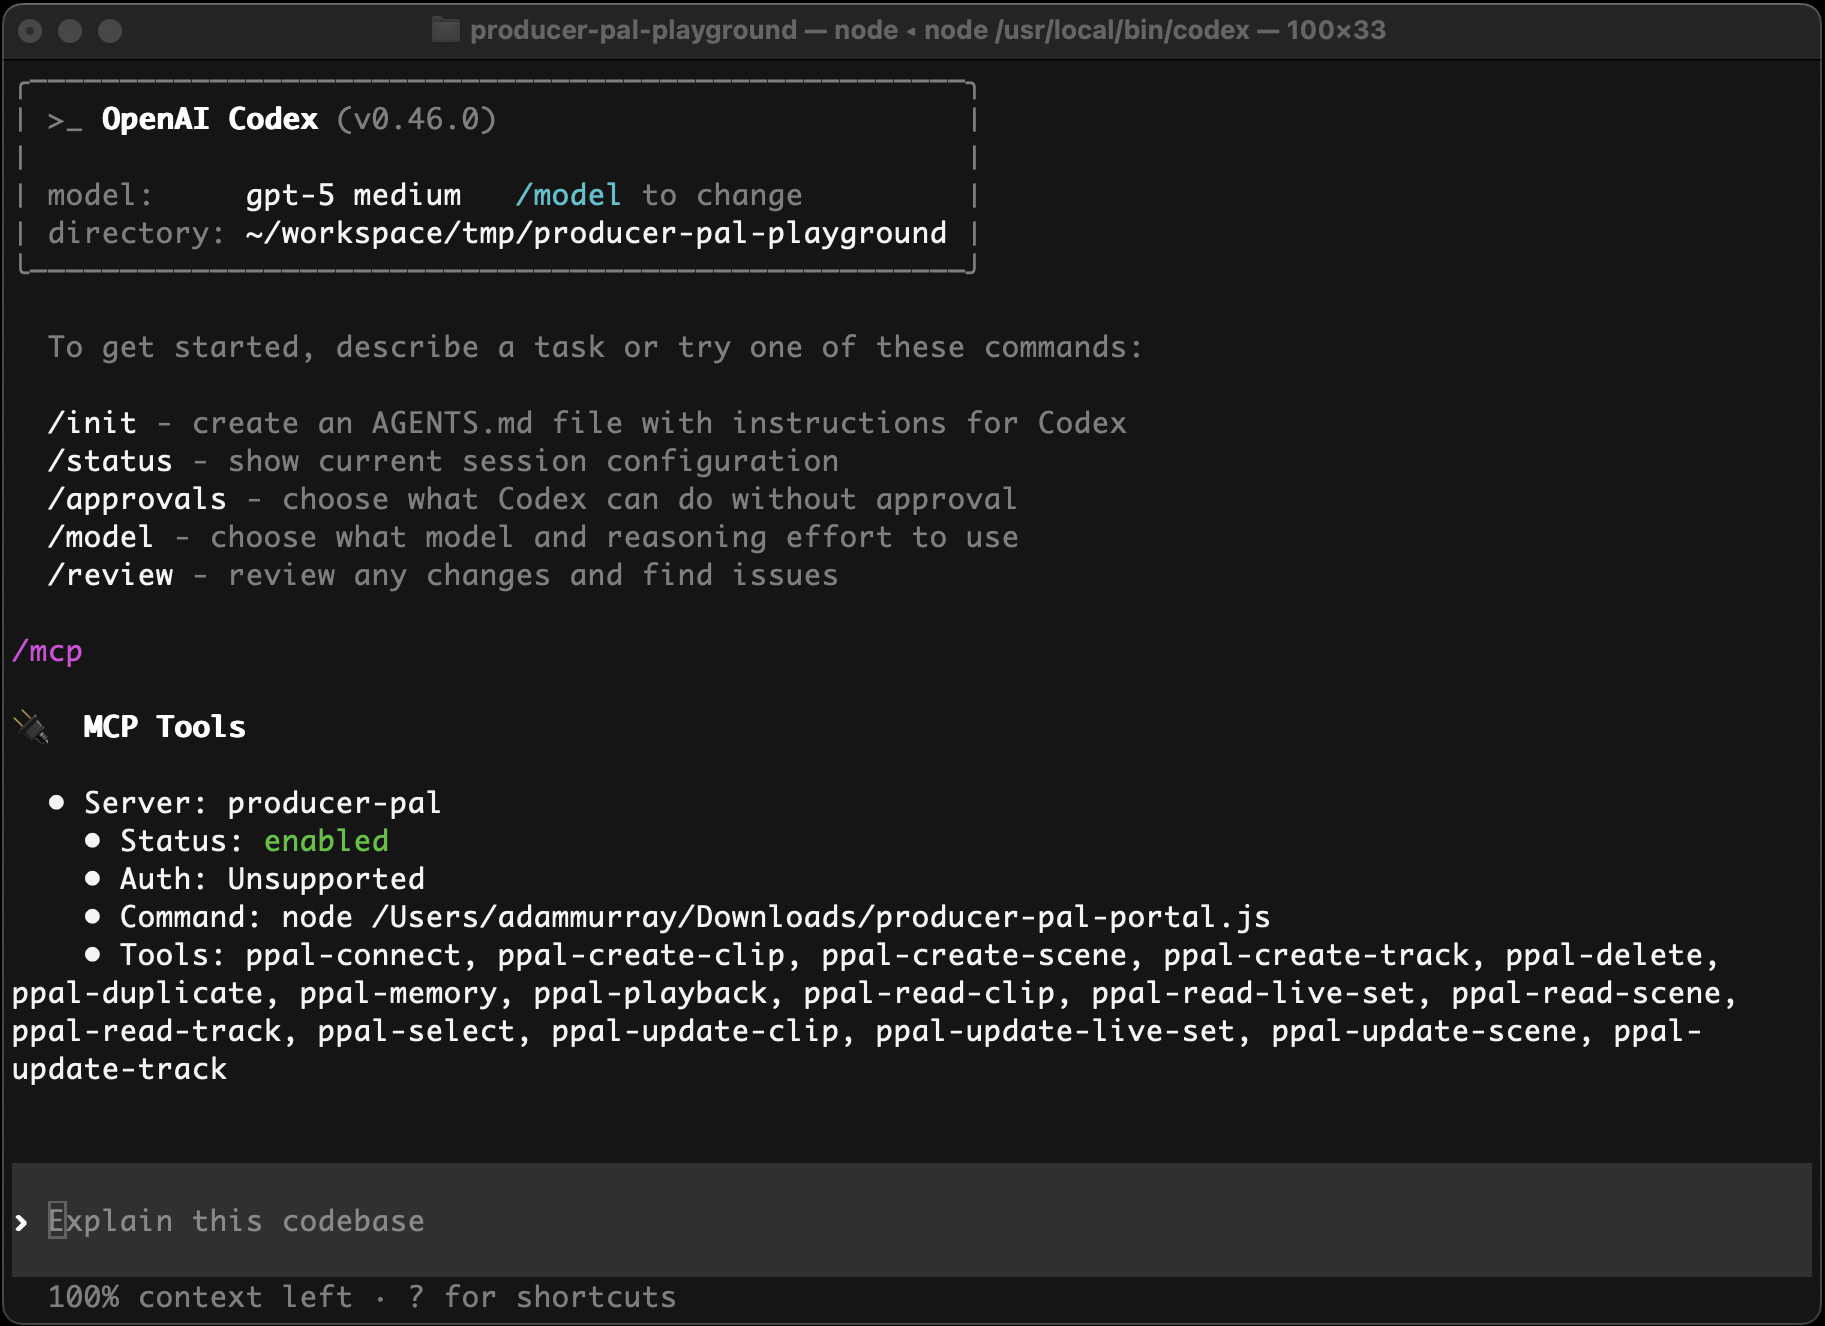 producer-pal-playground — node ◂ node /usr/local/bin/codex — 100×33
>_ OpenAI Codex (v0.46.0)
model: gpt-5 medium /model to change
directory: ~/workspace/tmp/producer-pal-playground
To get started, describe a task or try one of these commands:
/init - create an AGENTS.md file with instructions for Codex
/status - show current session configuration
/approvals - choose what Codex can do without approval
/model - choose what model and reasoning effort to use
/review - review any changes and find issues
/mcp
🔌 MCP Tools
• Server: producer-pal
• Status: enabled
• Auth: Unsupported
• Command: node /Users/adammurray/Downloads/producer-pal-portal.js
• Tools: ppal-connect, ppal-create-clip, ppal-create-scene, ppal-create-track, ppal-delete,
ppal-duplicate, ppal-memory, ppal-playback, ppal-read-clip, ppal-read-live-set, ppal-read-scene,
ppal-read-track, ppal-select, ppal-update-clip, ppal-update-live-set, ppal-update-scene, ppal-
update-track
› Explain this codebase
100% context left · ? for shortcuts